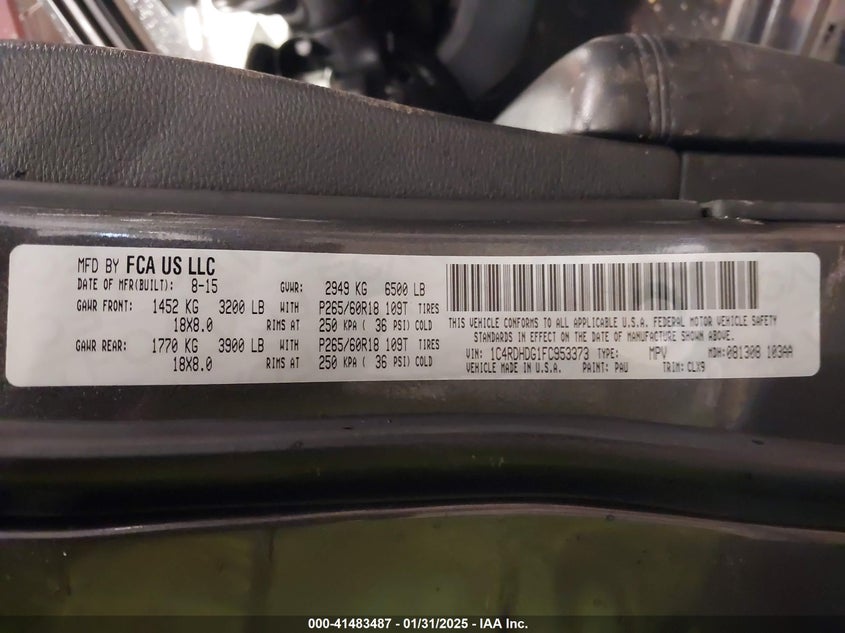 MFD BY FCA US LLC
DATE OF MFR(BUILT): 8-15 GVWR: 2949 KG 6500 LB
GAWR FRONT: 1452 KG 3200 LB WITH P265/60R18 109T TIRES
18X8.0 RIMS AT 250 KPA ( 36 PSI) COLD
GAWR REAR: 1770 KG 3900 LB WITH P265/60R18 109T TIRES
18X8.0 RIMS AT 250 KPA ( 36 PSI) COLD
THIS VEHICLE CONFORMS TO ALL APPLICABLE U.S.A. FEDERAL MOTOR VEHICLE SAFETY
STANDARDS IN EFFECT ON THE DATE OF MANUFACTURE SHOWN ABOVE.
VIN: 1C4RDHDG1FC953373 TYPE: MPV MDH:081308 103AA
VEHICLE MADE IN U.S.A. PAINT: PAU TRIM: CLX9
000-41483487 - 01/31/2025 - IAA Inc.